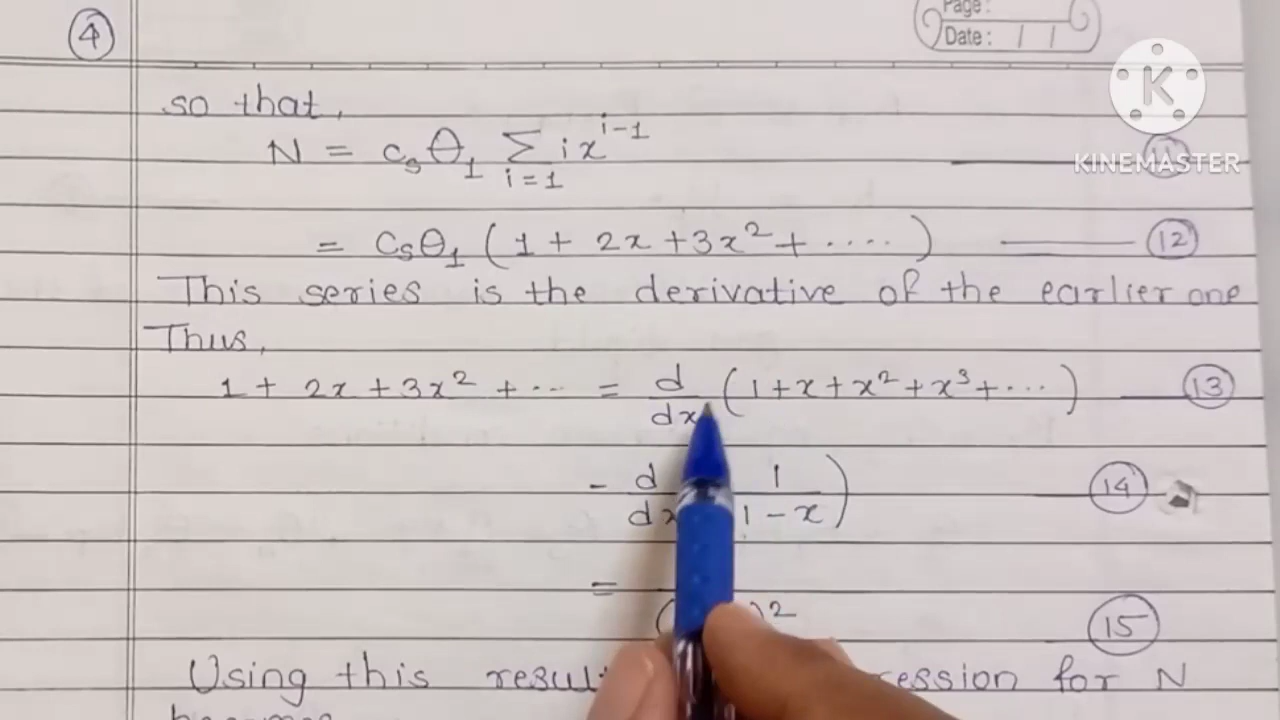 ④
Page:
Date: / /
K
KINEMASTER
so that,
N = c_s θ_1 Σ_{i=1} i x^{i-1}
= c_s θ_1 (1 + 2x + 3x² + .....) ——— ⑫
This series is the derivative of the earlier one
Thus,
1 + 2x + 3x² + ... = d/dx (1 + x + x² + x³ + ...) — ⑬
- d/dx 1/1-x) ⑭
= ( )² ⑮
Using this ression for N